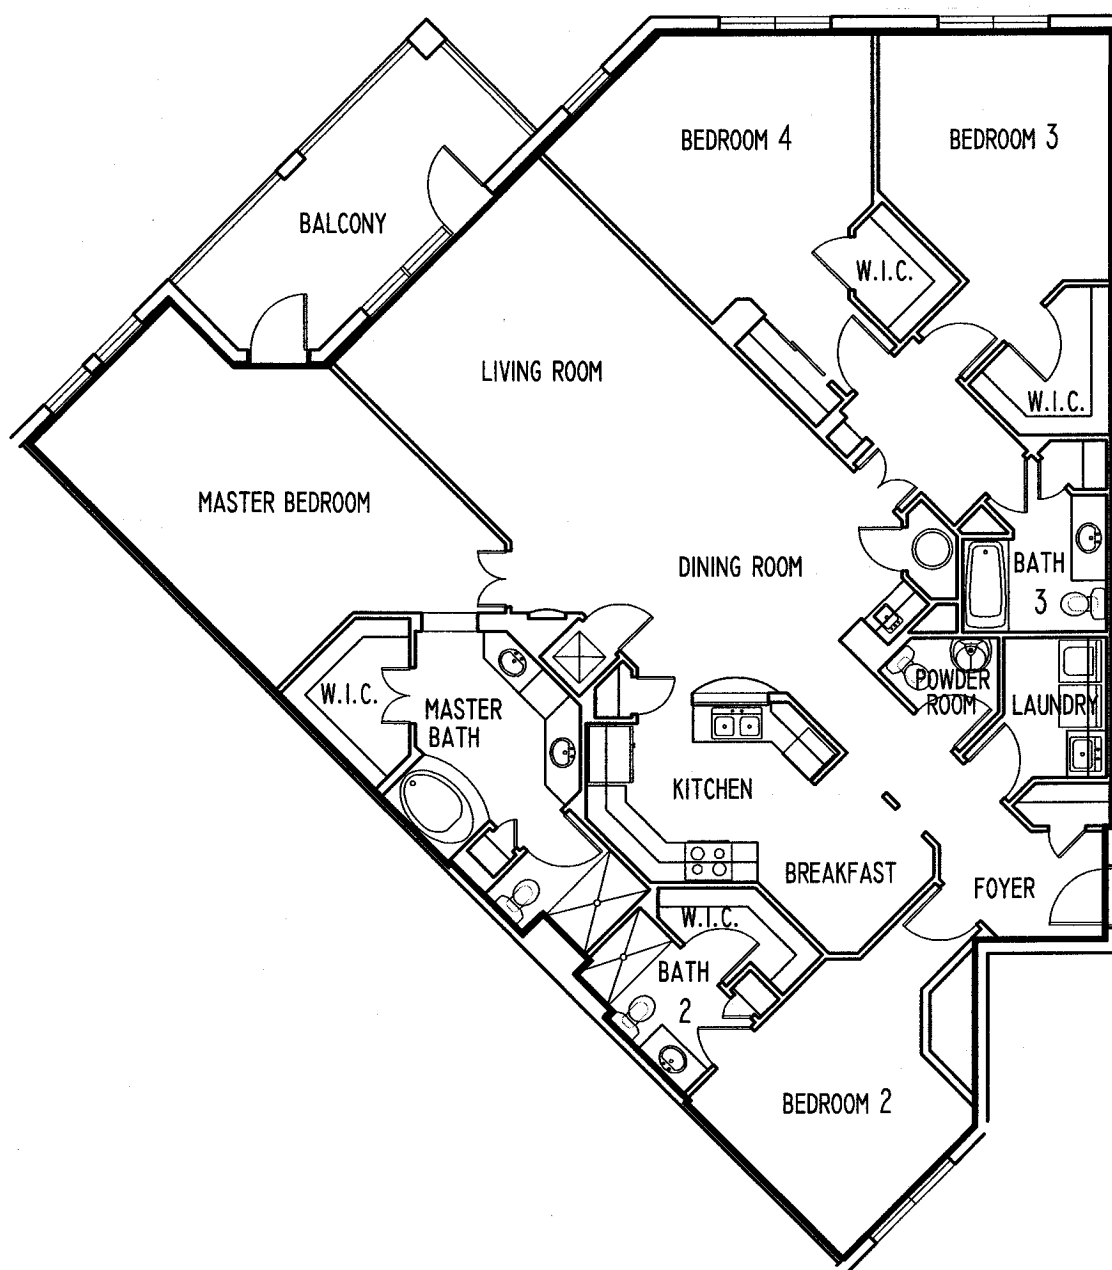 BEDROOM 4
BEDROOM 3
BALCONY
W.I.C.
LIVING ROOM
W.I.C.
MASTER BEDROOM
DINING ROOM
BATH
3
W.I.C.
MASTER
BATH
POWDER
ROOM
LAUNDRY
KITCHEN
BREAKFAST
FOYER
W.I.C.
BATH
2
BEDROOM 2